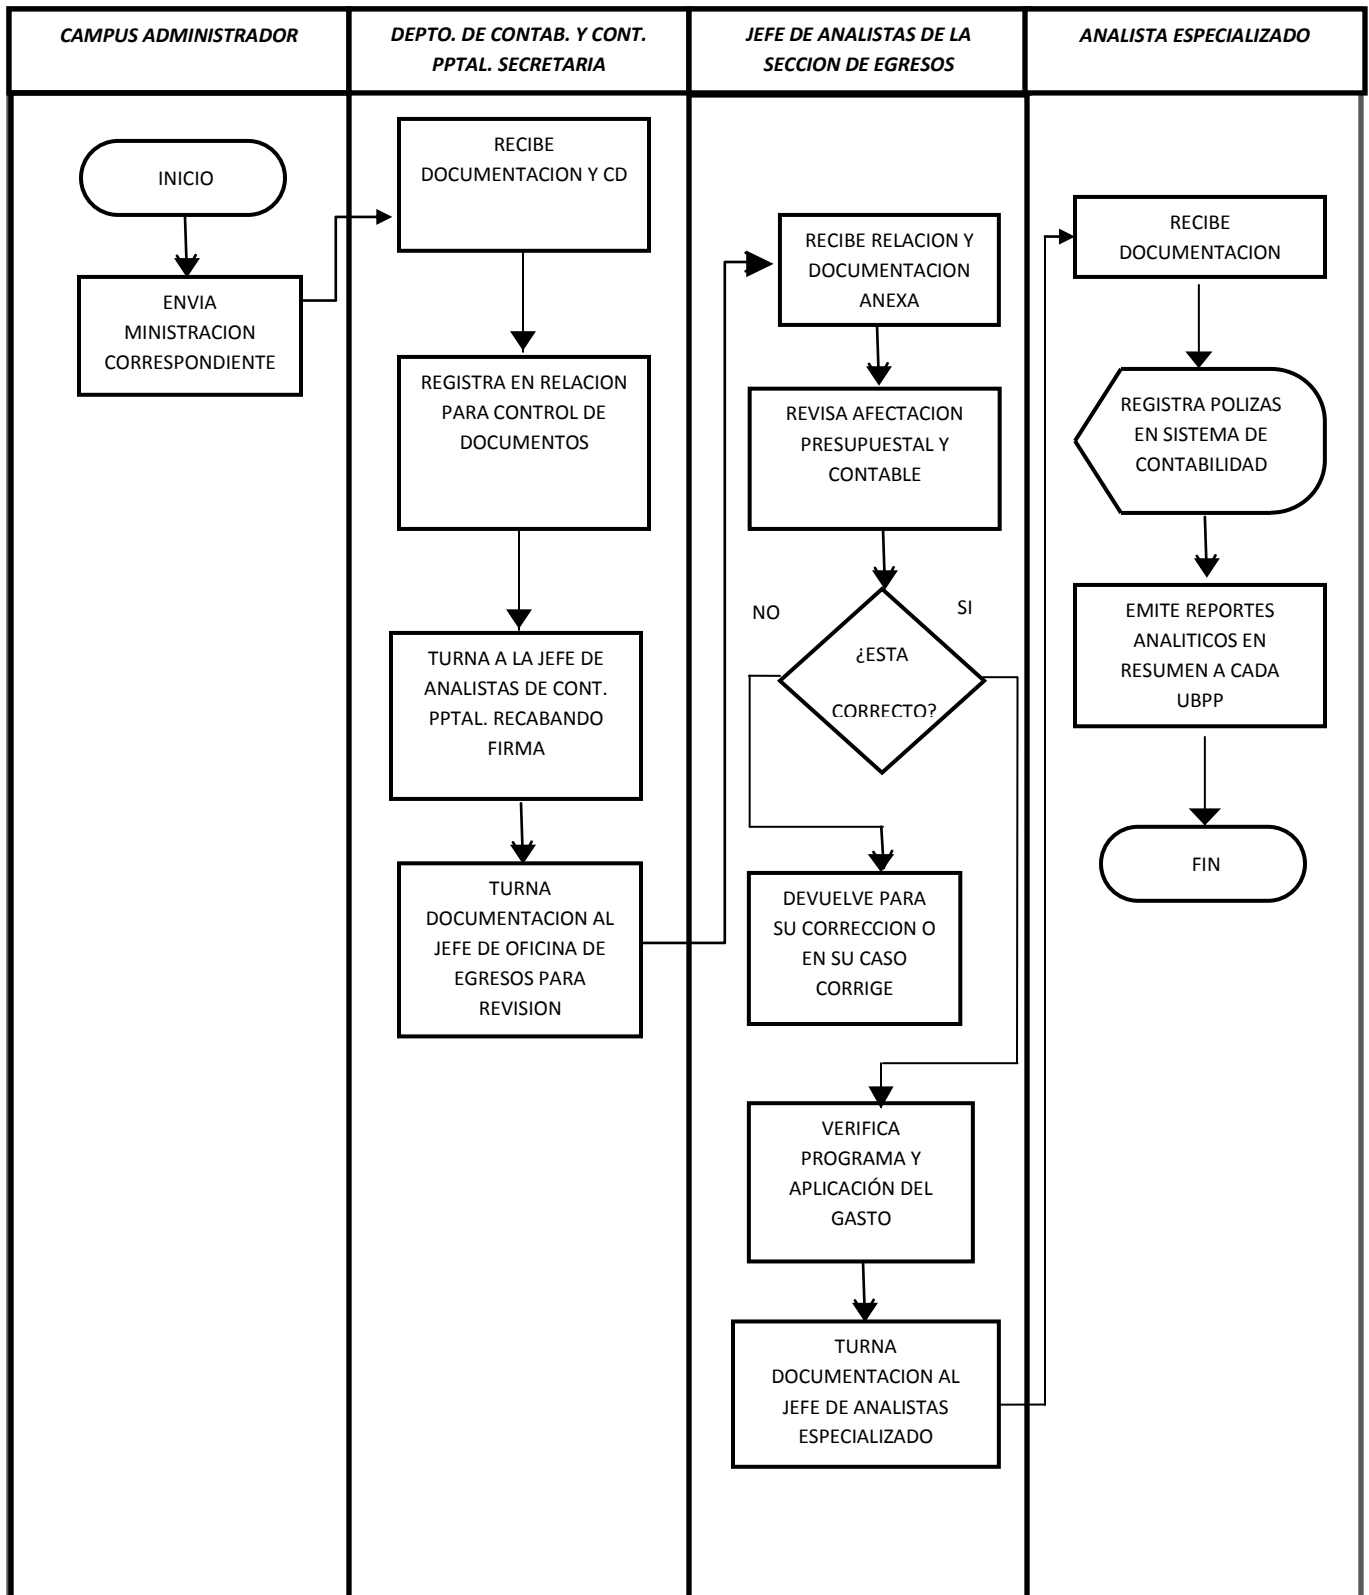 CAMPUS ADMINISTRADOR
DEPTO. DE CONTAB. Y CONT.
PPTAL. SECRETARIA
JEFE DE ANALISTAS DE LA
SECCION DE EGRESOS
ANALISTA ESPECIALIZADO
INICIO
ENVIA
MINISTRACION
CORRESPONDIENTE
RECIBE
DOCUMENTACION Y CD
REGISTRA EN RELACION
PARA CONTROL DE
DOCUMENTOS
TURNA A LA JEFE DE
ANALISTAS DE CONT.
PPTAL. RECABANDO
FIRMA
TURNA
DOCUMENTACION AL
JEFE DE OFICINA DE
EGRESOS PARA
REVISION
RECIBE RELACION Y
DOCUMENTACION
ANEXA
REVISA AFECTACION
PRESUPUESTAL Y
CONTABLE
NO
SI
¿ESTA
CORRECTO?
DEVUELVE PARA
SU CORRECCION O
EN SU CASO
CORRIGE
VERIFICA
PROGRAMA Y
APLICACIÓN DEL
GASTO
TURNA
DOCUMENTACION AL
JEFE DE ANALISTAS
ESPECIALIZADO
RECIBE
DOCUMENTACION
REGISTRA POLIZAS
EN SISTEMA DE
CONTABILIDAD
EMITE REPORTES
ANALITICOS EN
RESUMEN A CADA
UBPP
FIN